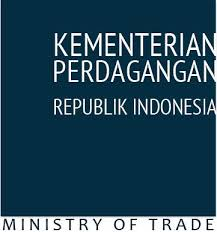 KEMENTERIAN
PERDAGANGAN
REPUBLIK INDONESIA
MINISTRY OF TRADE